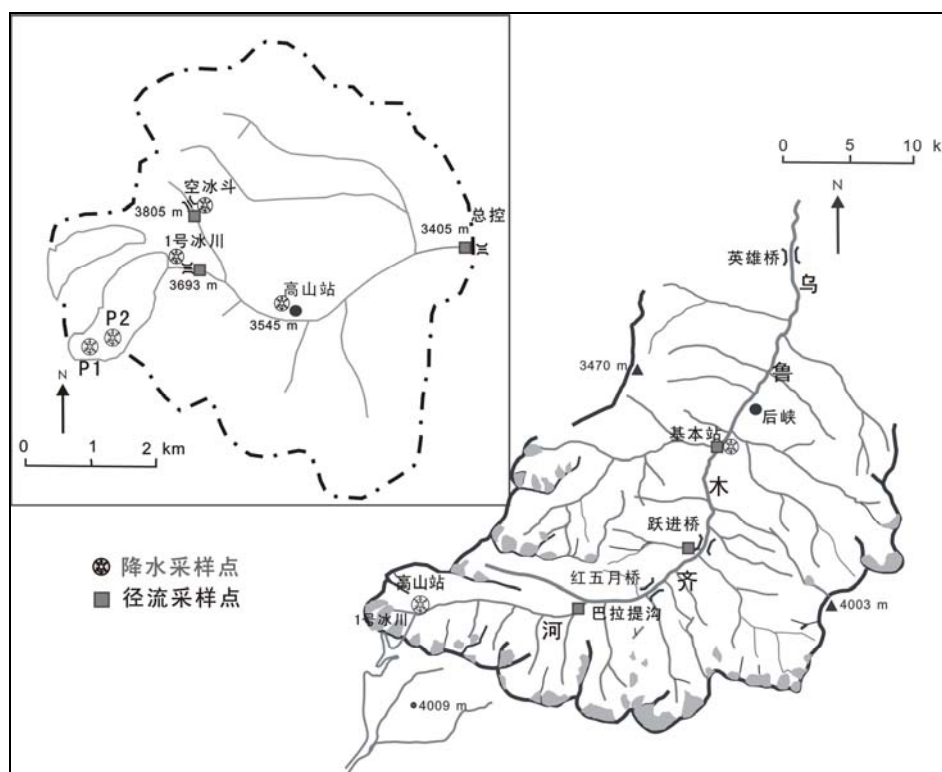 空冰斗
3805 m
1号冰川
3693 m
3405 m
总控
高山站
3545 m
P2
P1
N
0 1 2 km
0 5 10 k
N
英雄桥
乌
鲁
3470 m
后峡
基本站
木
跃进桥
齐
红五月桥
巴拉提沟
河
高山站
1号冰川
4003 m
4009 m
降水采样点
径流采样点